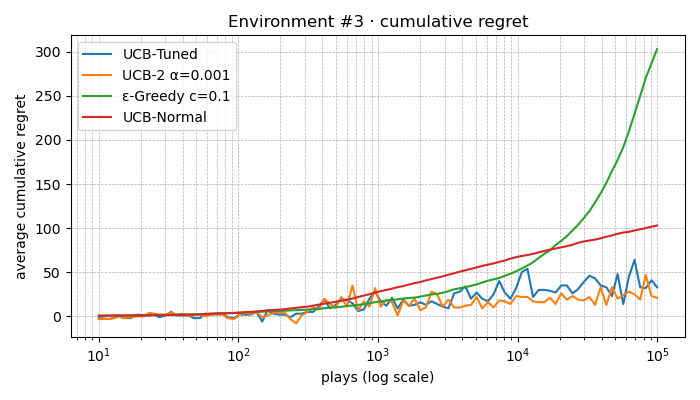 Environment #3 · cumulative regret
UCB-Tuned
UCB-2 α=0.001
ε-Greedy c=0.1
UCB-Normal
average cumulative regret
300
250
200
150
100
50
0
10¹
10²
10³
10⁴
10⁵
plays (log scale)